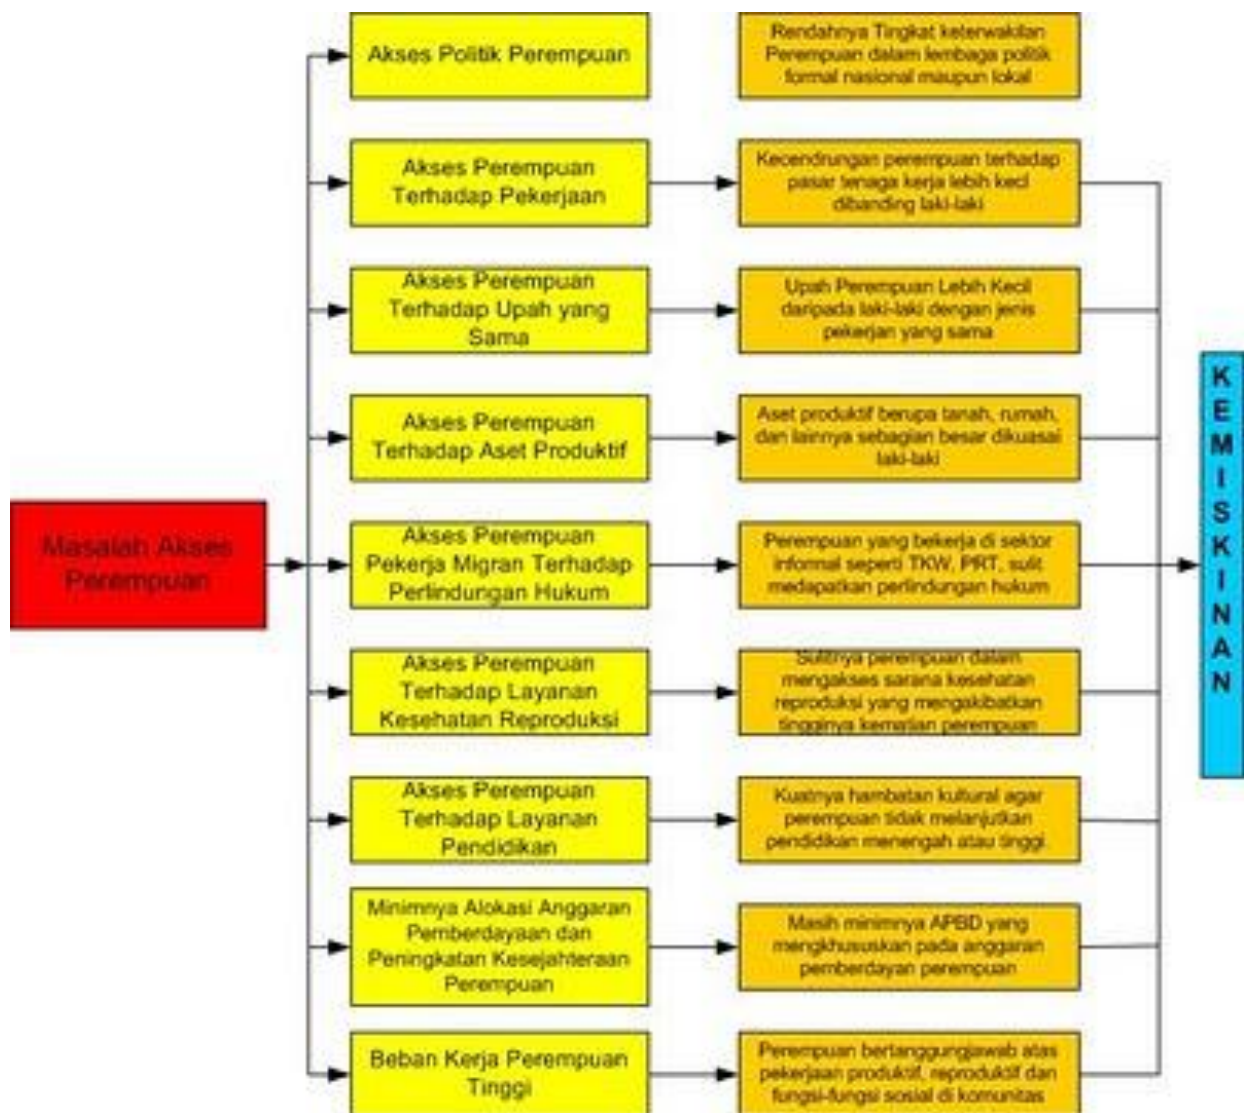 Masalah Akses
Perempuan
Akses Politik Perempuan
Rendahnya Tingkat keterwakilan
Perempuan dalam lembaga politik
formal nasional maupun lokal
Akses Perempuan
Terhadap Pekerjaan
Kecendrungan perempuan terhadap
pasar tenaga kerja lebih kecil
dibanding laki-laki
Akses Perempuan
Terhadap Upah yang
Sama
Upah Perempuan Lebih Kecil
daripada laki-laki dengan jenis
pekerjan yang sama
Akses Perempuan
Terhadap Aset Produktif
Aset produktif berupa tanah, rumah,
dan lainnya sebagian besar dikuasai
laki-laki
Akses Perempuan
Pekerja Migran Terhadap
Perlindungan Hukum
Perempuan yang bekerja di sektor
informal seperti TKW, PRT, sulit
medapatkan perlindungan hukum
Akses Perempuan
Terhadap Layanan
Kesehatan Reproduksi
Sulitnya perempuan dalam
mengakses sarana kesehatan
reproduksi yang mengakibatkan
tingginya kematian perempuan
Akses Perempuan
Terhadap Layanan
Pendidikan
Kuatnya hambatan kultural agar
perempuan tidak melanjutkan
pendidikan menengah atau tinggi.
Minimnya Alokasi Anggaran
Pemberdayaan dan
Peningkatan Kesejahteraan
Perempuan
Masih minimnya APBD yang
mengkhususkan pada anggaran
pemberdayan perempuan
Beban Kerja Perempuan
Tinggi
Perempuan bertanggungjawab atas
pekerjaan produktif, reproduktif dan
fungsi-fungsi sosial di komunitas
KEMISKINAN